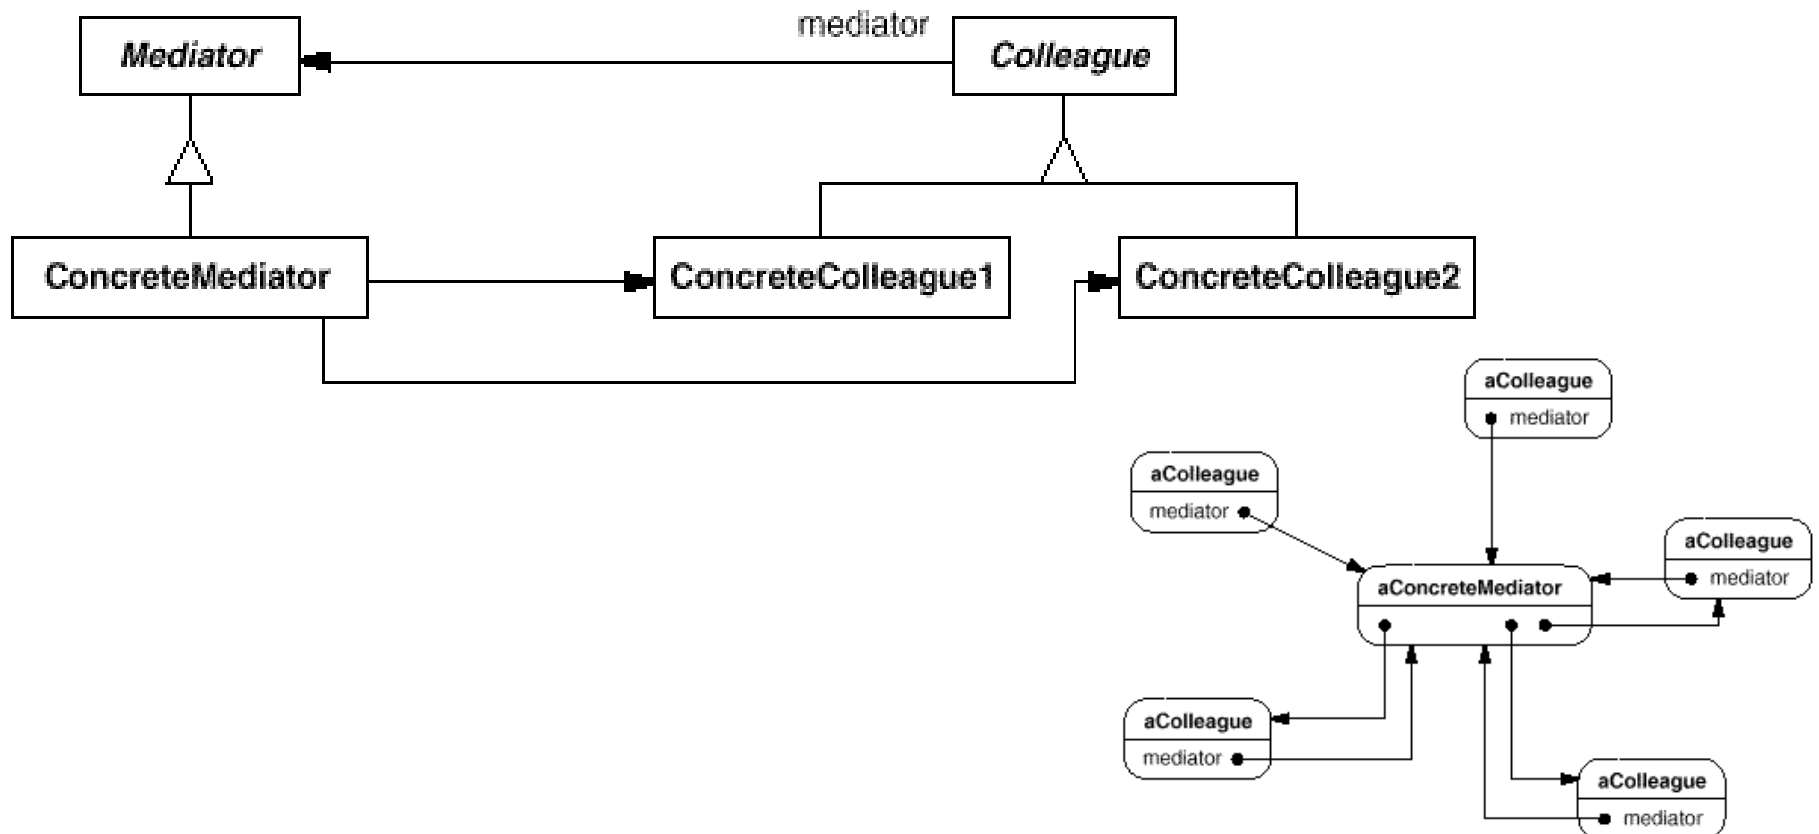 mediator
Mediator
Colleague
ConcreteMediator
ConcreteColleague1
ConcreteColleague2
aColleague
mediator
aColleague
mediator
aColleague
mediator
aConcreteMediator
aColleague
mediator
aColleague
mediator